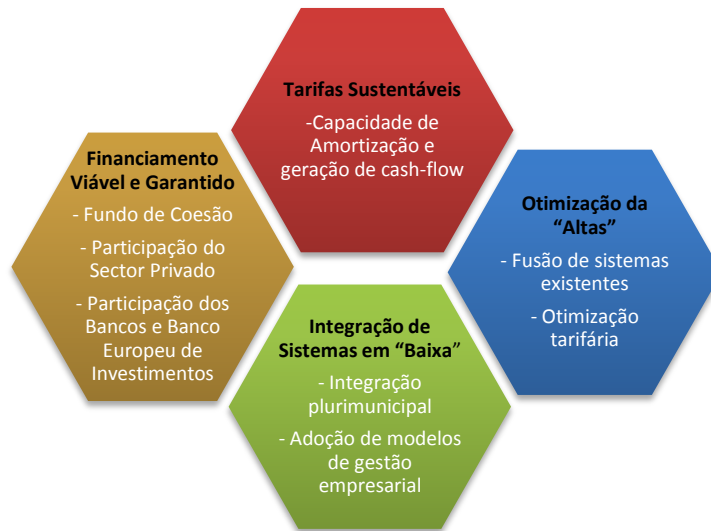 Tarifas Sustentáveis
-Capacidade de
Amortização e
geração de cash-flow
Financiamento
Viável e Garantido
- Fundo de Coesão
- Participação do
Sector Privado
- Participação dos
Bancos e Banco
Europeu de
Investimentos
Otimização da
“Altas”
- Fusão de sistemas
existentes
- Otimização
tarifária
Integração de
Sistemas em “Baixa”
- Integração
plurimunicipal
- Adoção de modelos
de gestão
empresarial